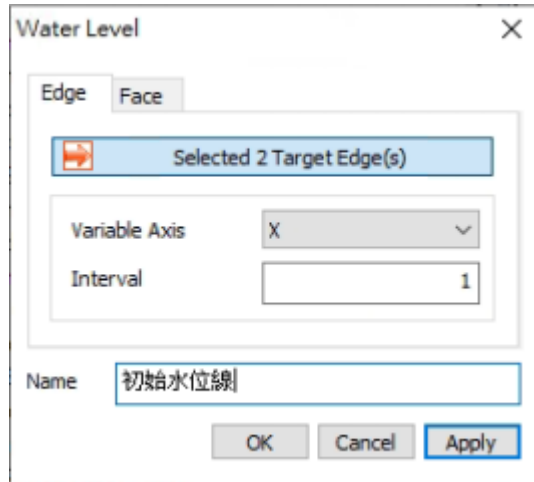 Water Level
Edge Face
Selected 2 Target Edge(s)
Variable Axis X
Interval 1
Name 初始水位線
OK Cancel Apply